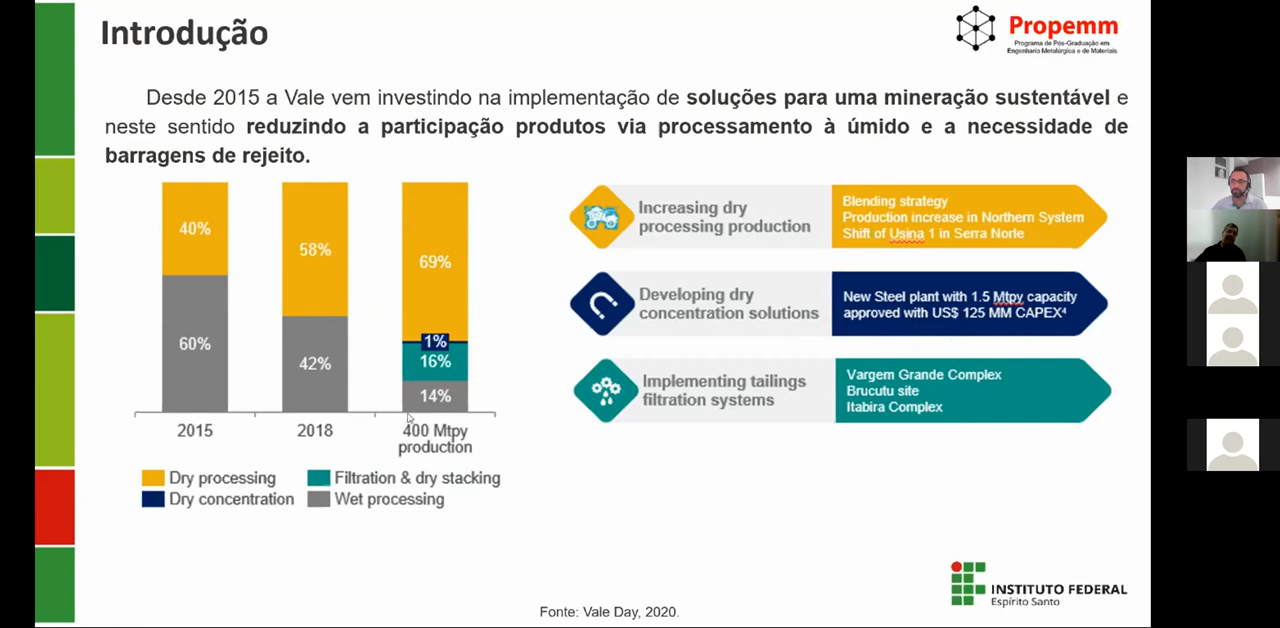 Introdução
Propemm
Programa de Pós-Graduação em
Engenharia Metalúrgica e de Materiais
Desde 2015 a Vale vem investindo na implementação de soluções para uma mineração sustentável e
neste sentido reduzindo a participação produtos via processamento à úmido e a necessidade de
barragens de rejeito.
40%
60%
2015
58%
42%
2018
69%
1%
16%
14%
400 Mtpy
production
Dry processing
Filtration & dry stacking
Dry concentration
Wet processing
Increasing dry
processing production
Blending strategy
Production increase in Northern System
Shift of Usina 1 in Serra Norte
Developing dry
concentration solutions
New Steel plant with 1.5 Mtpy capacity
approved with US$ 125 MM CAPEX⁴
Implementing tailings
filtration systems
Vargem Grande Complex
Brucutu site
Itabira Complex
Fonte: Vale Day, 2020.
INSTITUTO FEDERAL
Espírito Santo